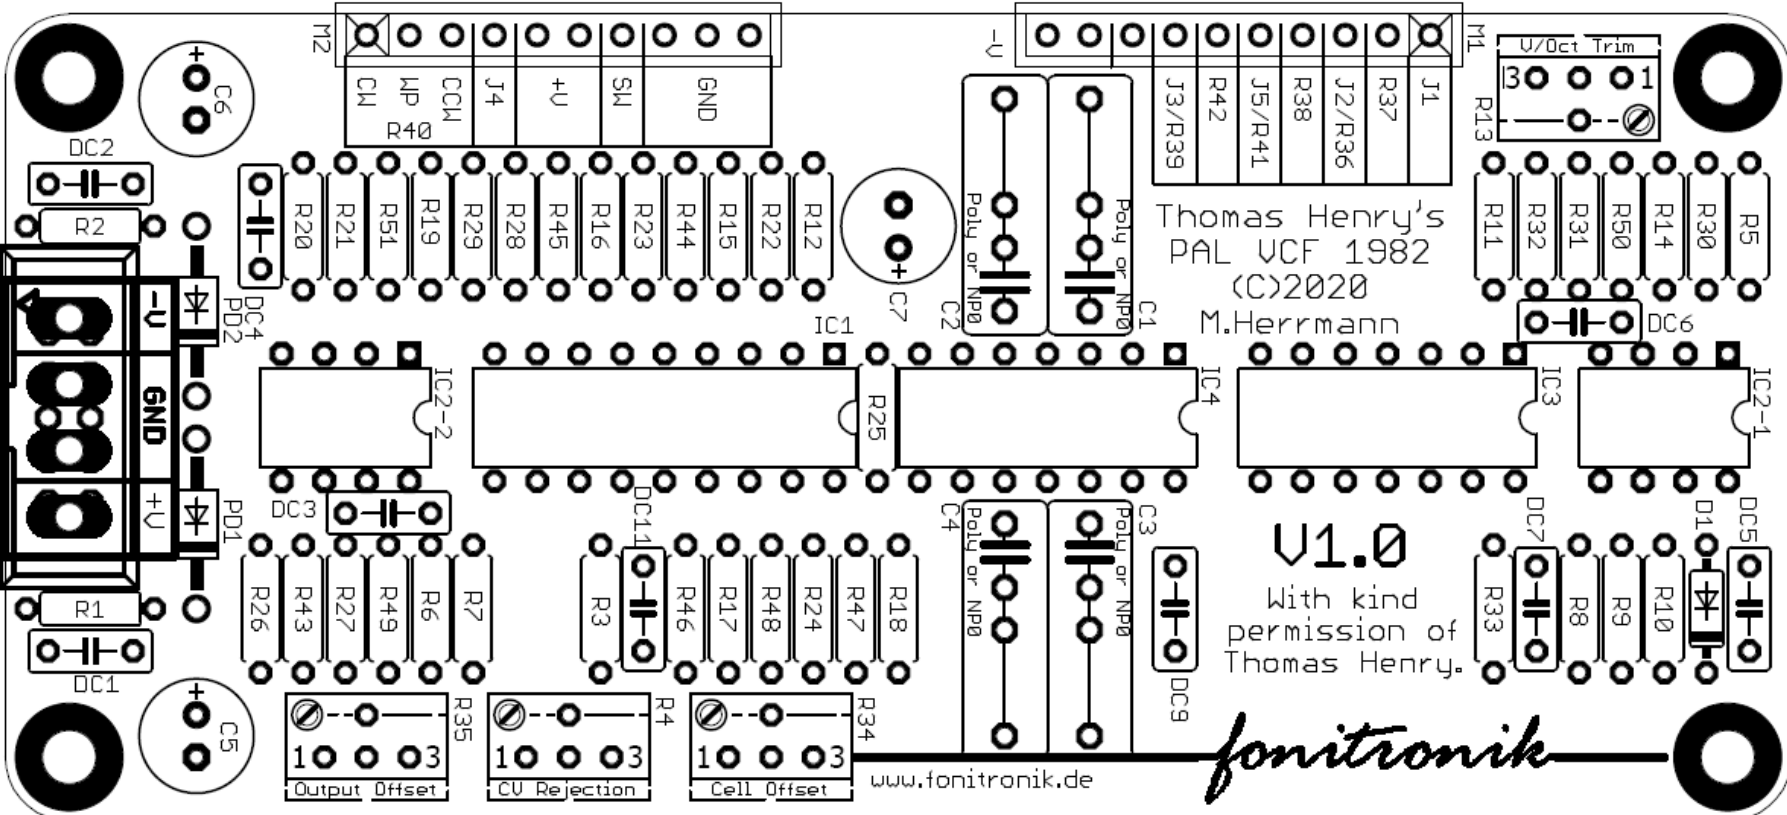 M2
CW
WP
CCW
R40
J4
+V
SW
GND
-V
M1
J3/R39
R42
J5/R41
R38
J2/R36
R37
J1
V/Oct Trim
3
1
R13
C6
DC2
R2
DC4
R20
R21
R51
R19
R29
R28
R45
R16
R23
R44
R15
R22
R12
C7
+
C2
Poly or NP0
C1
Poly or NP0
Thomas Henry's
PAL VCF 1982
(C)2020
M.Herrmann
R11
R32
R31
R50
R14
R30
R5
DC6
-V
GND
+V
PD2
PD1
IC2-2
IC1
R25
IC4
IC3
IC2-1
R1
DC1
+
C5
DC3
R26
R43
R27
R49
R6
R7
R3
DC11
R46
R17
R48
R24
R47
R18
C4
Poly or NP0
C3
Poly or NP0
DC9
V1.0
With kind
permission of
Thomas Henry.
R33
DC7
R8
R9
R10
D1
DC5
R35
1
3
Output Offset
R4
1
3
CV Rejection
R34
1
3
Cell Offset
www.fonitronik.de
fonitronik